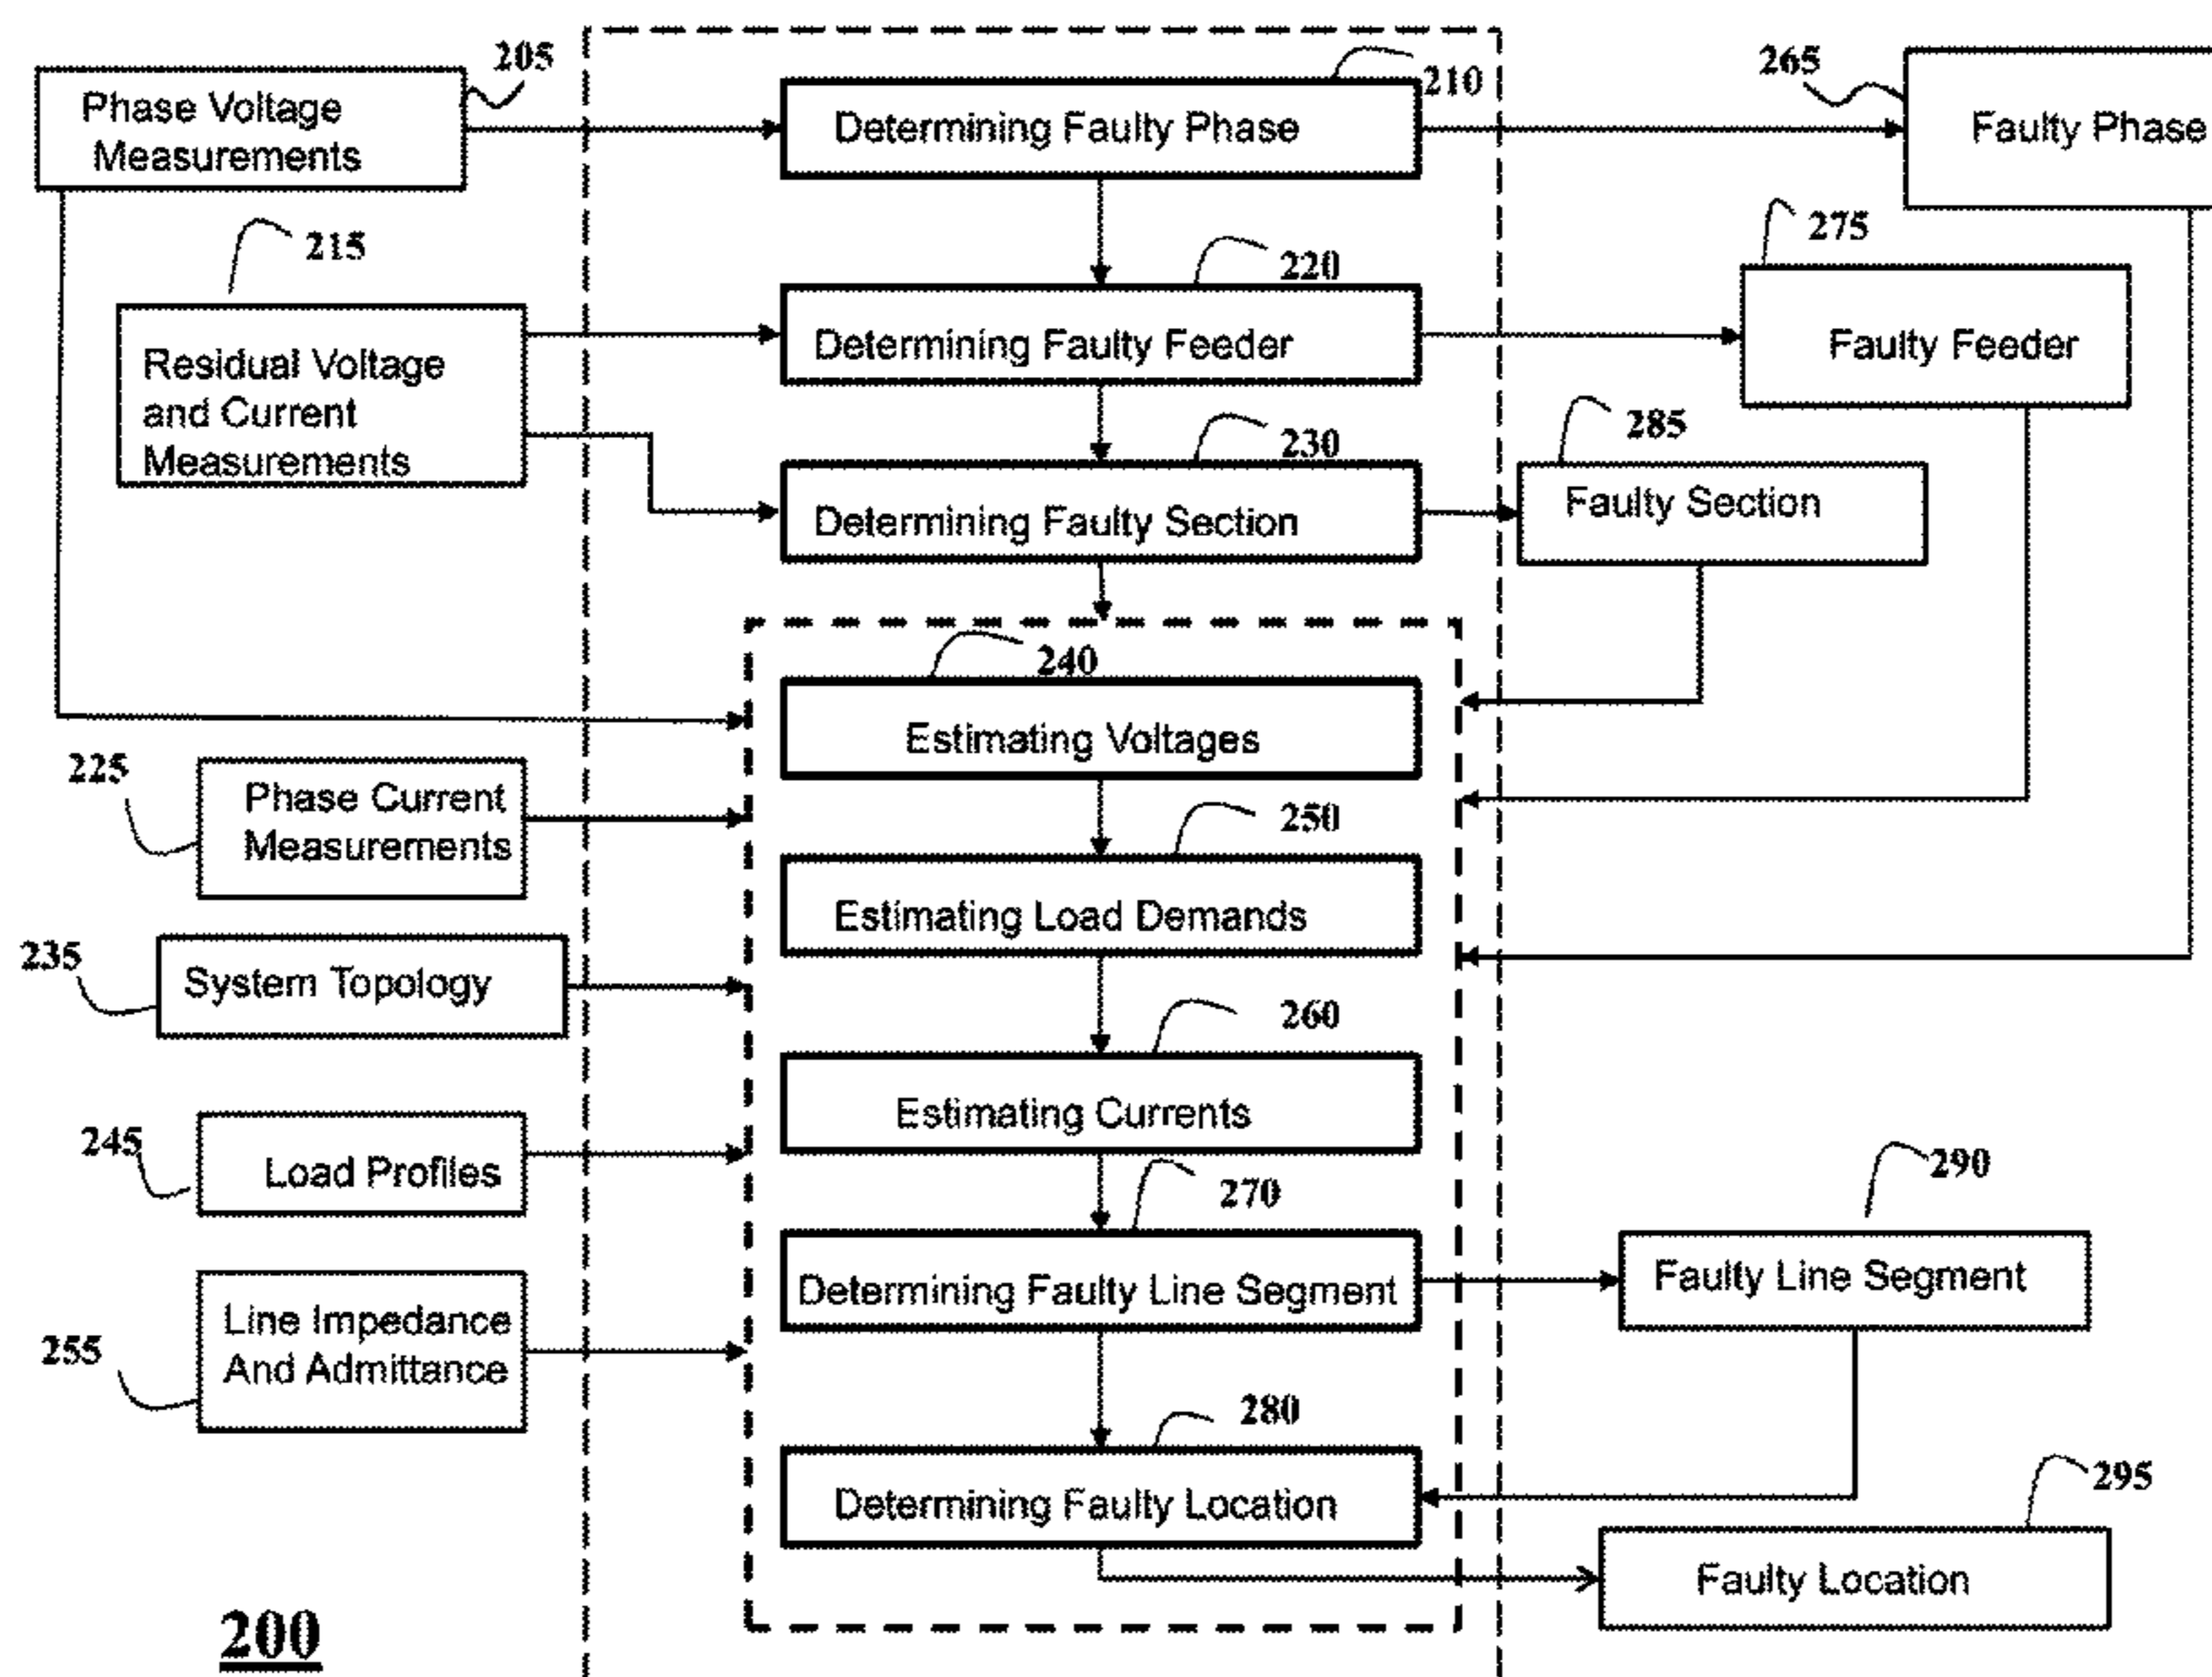 205
Phase Voltage
Measurements
210
Determining Faulty Phase
265
Faulty Phase
215
Residual Voltage
and Current
Measurements
220
Determining Faulty Feeder
275
Faulty Feeder
230
Determining Faulty Section
285
Faulty Section
240
Estimating Voltages
225
Phase Current
Measurements
250
Estimating Load Demands
235
System Topology
260
Estimating Currents
245
Load Profiles
270
Determining Faulty Line Segment
290
Faulty Line Segment
255
Line Impedance
And Admittance
280
Determining Faulty Location
295
Faulty Location
200